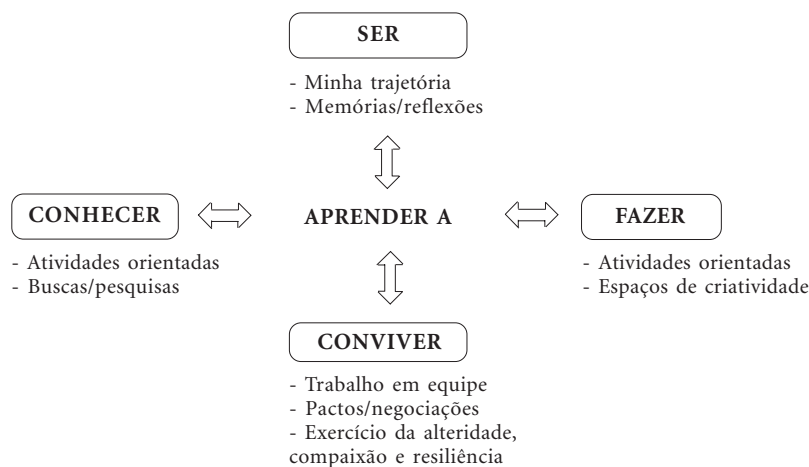 SER
- Minha trajetória
- Memórias/reflexões
CONHECER
- Atividades orientadas
- Buscas/pesquisas
APRENDER A
FAZER
- Atividades orientadas
- Espaços de criatividade
CONVIVER
- Trabalho em equipe
- Pactos/negociações
- Exercício da alteridade,
compaixão e resiliência